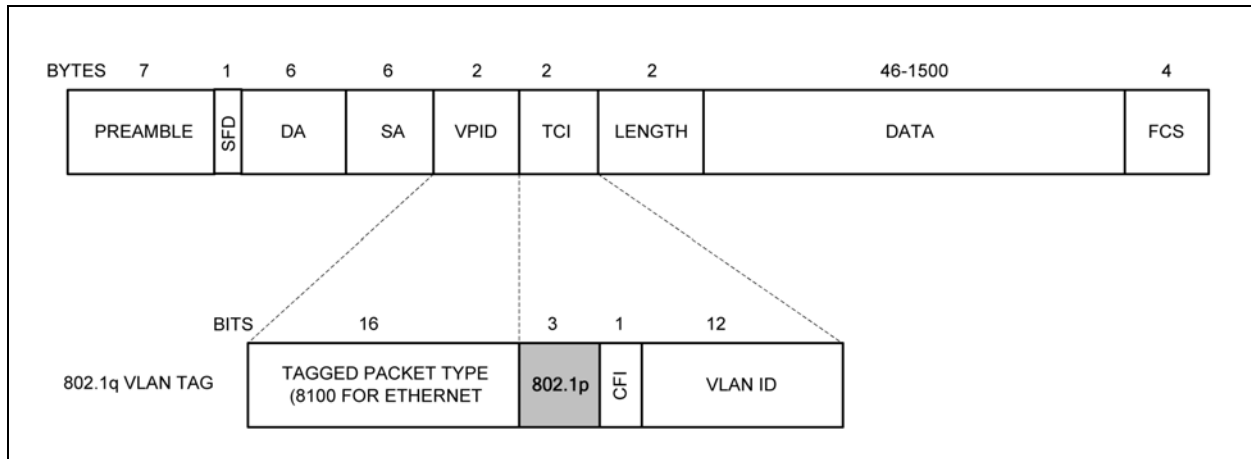 BYTES 7 1 6 6 2 2 2 46-1500 4
PREAMBLE SFD DA SA VPID TCI LENGTH DATA FCS
BITS 16 3 1 12
802.1q VLAN TAG
TAGGED PACKET TYPE
(8100 FOR ETHERNET
802.1p CFI VLAN ID